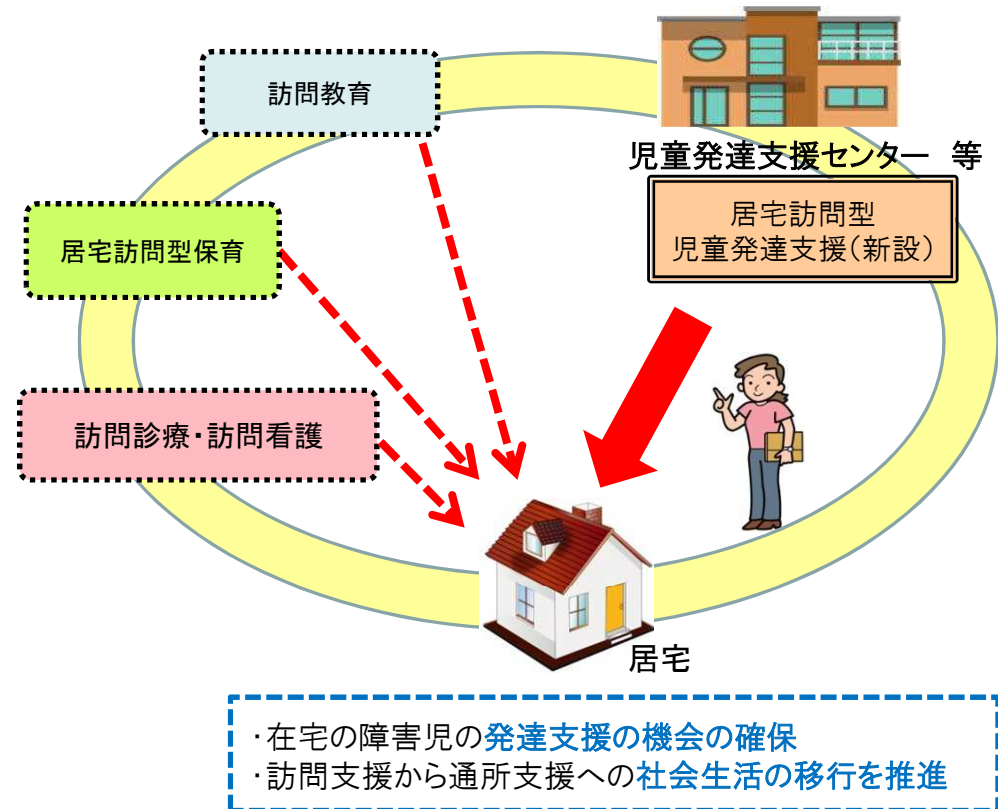 訪問教育
児童発達支援センター 等
居宅訪問型
児童発達支援(新設)
居宅訪問型保育
訪問診療・訪問看護
居宅
・在宅の障害児の発達支援の機会の確保
・訪問支援から通所支援への社会生活の移行を推進